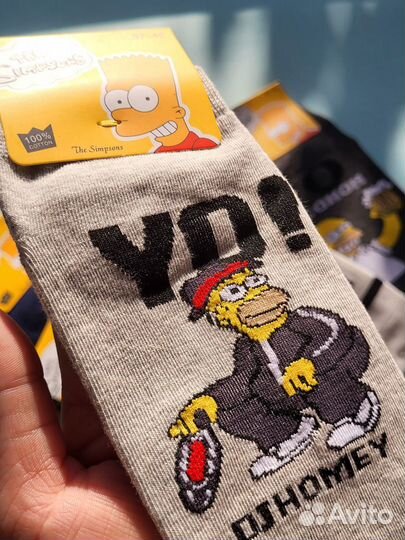 The
Simpsons
100%
COTTON
The Simpsons
YO!
DJ HOMEY
Avito